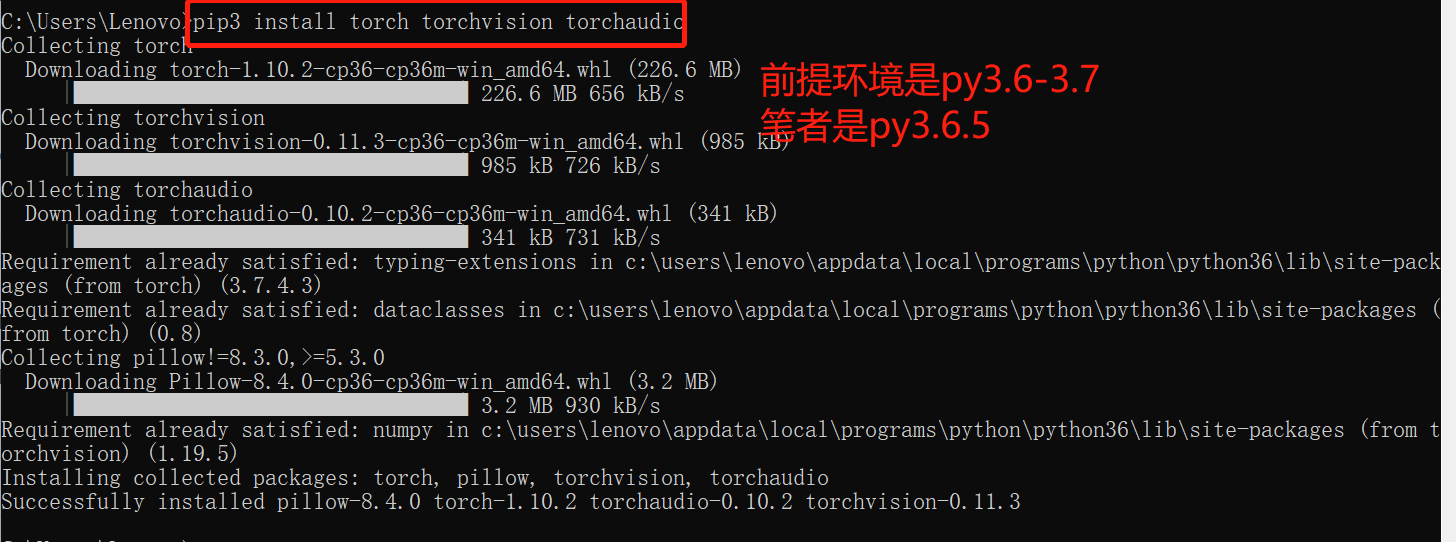 C:\Users\Lenovo>pip3 install torch torchvision torchaudio
Collecting torch
Downloading torch-1.10.2-cp36-cp36m-win_amd64.whl (226.6 MB)
226.6 MB 656 kB/s
前提环境是py3.6-3.7
Collecting torchvision
笔者是py3.6.5
Downloading torchvision-0.11.3-cp36-cp36m-win_amd64.whl (985 kB)
985 kB 726 kB/s
Collecting torchaudio
Downloading torchaudio-0.10.2-cp36-cp36m-win_amd64.whl (341 kB)
341 kB 731 kB/s
Requirement already satisfied: typing-extensions in c:\users\lenovo\appdata\local\programs\python\python36\lib\site-pack
ages (from torch) (3.7.4.3)
Requirement already satisfied: dataclasses in c:\users\lenovo\appdata\local\programs\python\python36\lib\site-packages (
from torch) (0.8)
Collecting pillow!=8.3.0,>=5.3.0
Downloading Pillow-8.4.0-cp36-cp36m-win_amd64.whl (3.2 MB)
3.2 MB 930 kB/s
Requirement already satisfied: numpy in c:\users\lenovo\appdata\local\programs\python\python36\lib\site-packages (from t
orchvision) (1.19.5)
Installing collected packages: torch, pillow, torchvision, torchaudio
Successfully installed pillow-8.4.0 torch-1.10.2 torchaudio-0.10.2 torchvision-0.11.3